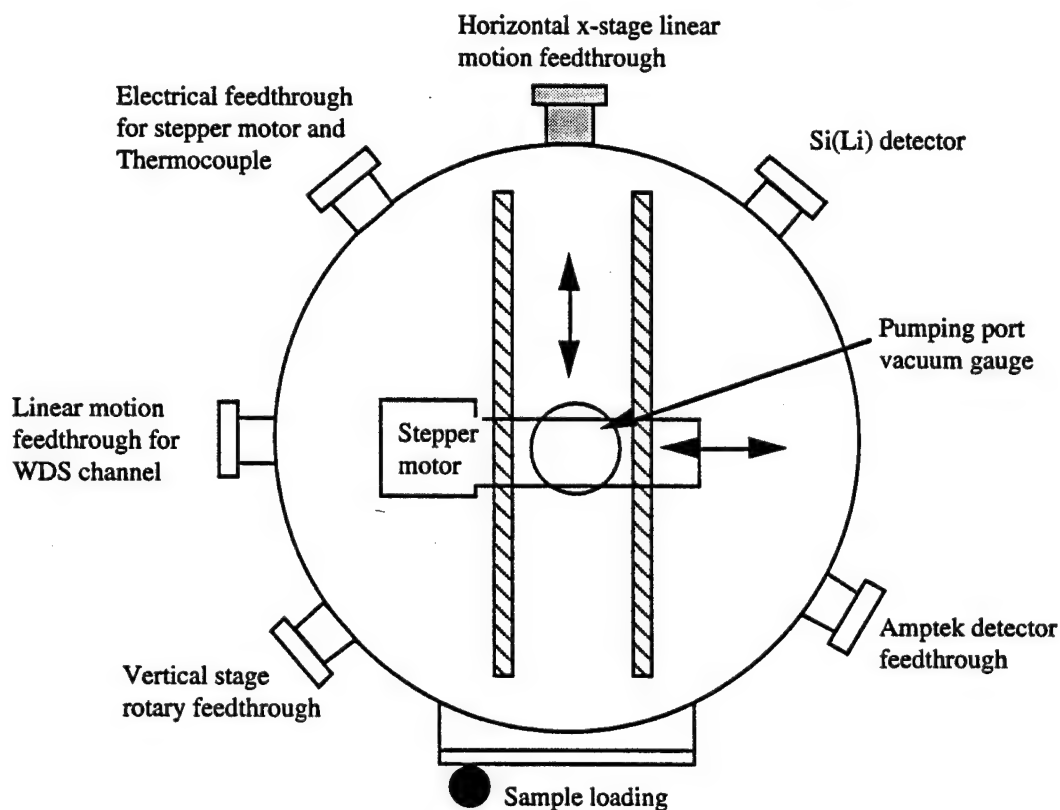 Horizontal x-stage linear
motion feedthrough
Electrical feedthrough
for stepper motor and
Thermocouple
Si(Li) detector
Pumping port
vacuum gauge
Linear motion
feedthrough for
WDS channel
Stepper
motor
Amptek detector
feedthrough
Vertical stage
rotary feedthrough
Sample loading